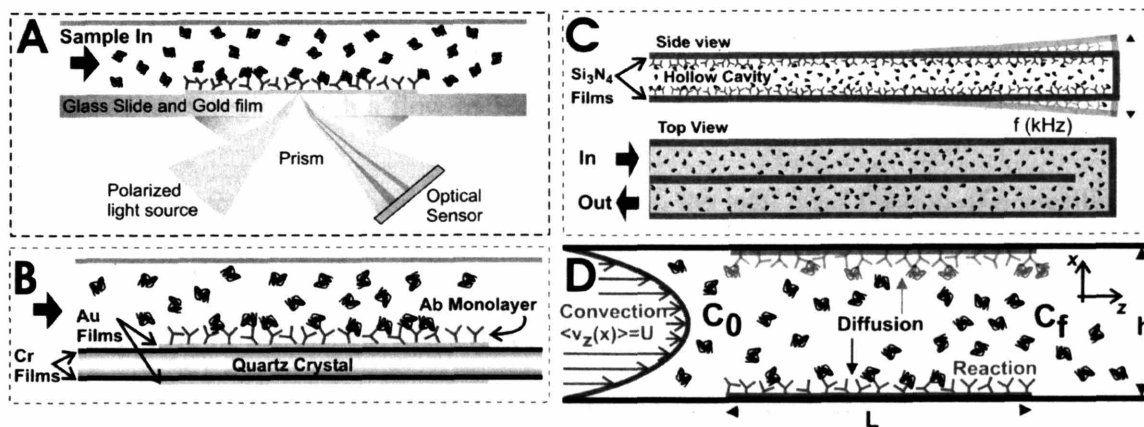 A
Sample In
Glass Slide and Gold film
Prism
Polarized
light source
Optical
Sensor
B
Au
Films
Cr
Films
Ab Monolayer
Quartz Crystal
C
Side view
Si3N4
Films
Hollow Cavity
f (kHz)
Top View
In
Out
D
Convection
<vz(x)>=U
C0
Diffusion
Cf
Reaction
x
z
L